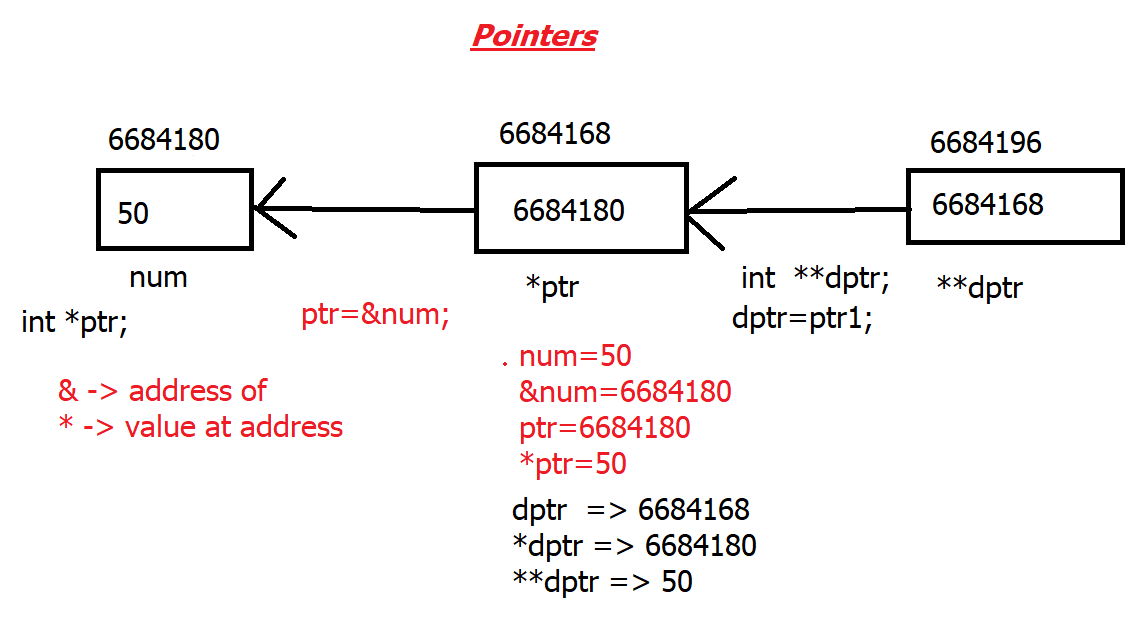 Pointers
6684180
6684168
6684196
50
6684180
6684168
num
*ptr
int  **dptr;
**dptr
int *ptr;
ptr=&num;
dptr=ptr1;
. num=50
& -> address of
&num=6684180
* -> value at address
ptr=6684180
*ptr=50
dptr  => 6684168
*dptr => 6684180
**dptr => 50